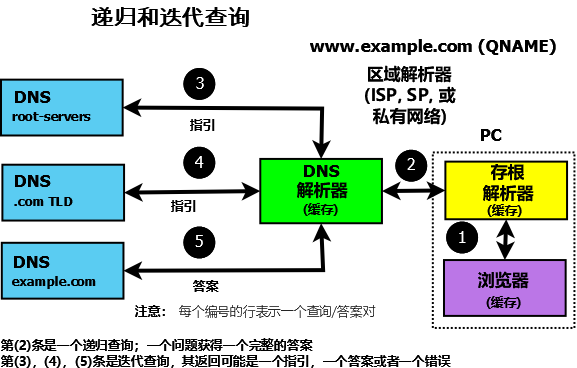 递归和迭代查询
www.example.com (QNAME)
区域解析器
(ISP, SP, 或
私有网络)
PC
DNS
root-servers
3
指引
DNS
.com TLD
4
指引
DNS
解析器
(缓存)
2
存根
解析器
(缓存)
1
DNS
example.com
5
答案
浏览器
(缓存)
注意： 每个编号的行表示一个查询/答案对
第(2)条是一个递归查询；一个问题获得一个完整的答案
第(3)，(4)，(5)条是迭代查询，其返回可能是一个指引，一个答案或者一个错误